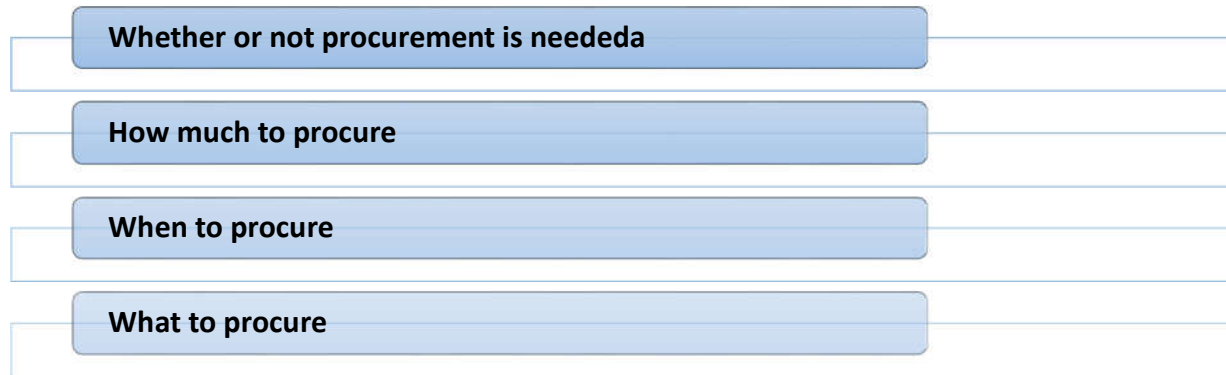 Whether or not procurement is neededa
How much to procure
When to procure
What to procure